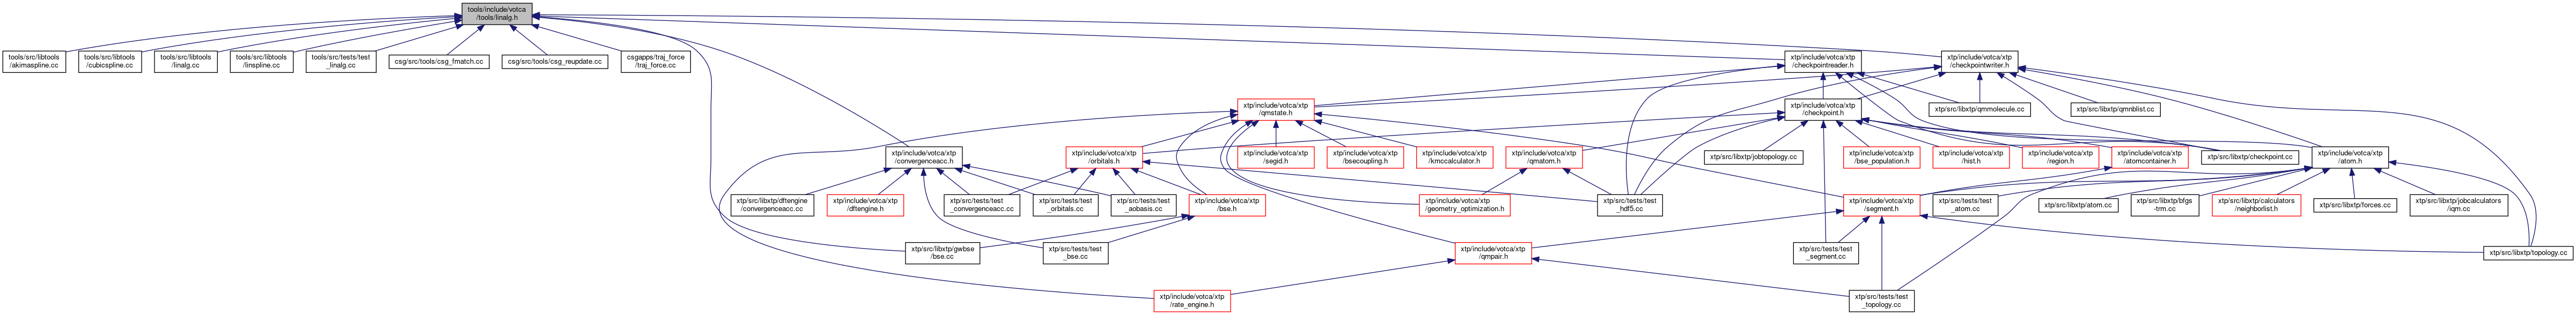 tools/include/votca
/tools/linalg.h
tools/src/libtools
/akimaspline.cc
tools/src/libtools
/cubicspline.cc
tools/src/libtools
/linalg.cc
tools/src/libtools
/linspline.cc
tools/src/tests/test
_linalg.cc
csg/src/tools/csg_fmatch.cc
csg/src/tools/csg_reupdate.cc
csgapps/traj_force
/traj_force.cc
xtp/include/votca/xtp
/checkpointreader.h
xtp/include/votca/xtp
/checkpointwriter.h
xtp/include/votca/xtp
/qmstate.h
xtp/include/votca/xtp
/checkpoint.h
xtp/src/libxtp/qmmolecule.cc
xtp/src/libxtp/qmnblist.cc
xtp/include/votca/xtp
/convergenceacc.h
xtp/include/votca/xtp
/orbitals.h
xtp/include/votca/xtp
/segid.h
xtp/include/votca/xtp
/bsecoupling.h
xtp/include/votca/xtp
/kmccalculator.h
xtp/include/votca/xtp
/qmatom.h
xtp/src/libxtp/jobtopology.cc
xtp/include/votca/xtp
/bse_population.h
xtp/include/votca/xtp
/hist.h
xtp/include/votca/xtp
/region.h
xtp/include/votca/xtp
/atomcontainer.h
xtp/src/libxtp/checkpoint.cc
xtp/include/votca/xtp
/atom.h
xtp/src/libxtp/dftengine
/convergenceacc.cc
xtp/include/votca/xtp
/dftengine.h
xtp/src/tests/test
_convergenceacc.cc
xtp/src/tests/test
_orbitals.cc
xtp/src/tests/test
_aobasis.cc
xtp/include/votca/xtp
/bse.h
xtp/include/votca/xtp
/geometry_optimization.h
xtp/src/tests/test
_hdf5.cc
xtp/include/votca/xtp
/segment.h
xtp/src/tests/test
_atom.cc
xtp/src/libxtp/atom.cc
xtp/src/libxtp/bfgs
-trm.cc
xtp/src/libxtp/calculators
/neighborlist.h
xtp/src/libxtp/forces.cc
xtp/src/libxtp/jobcalculators
/iqm.cc
xtp/src/libxtp/gwbse
/bse.cc
xtp/src/tests/test
_bse.cc
xtp/include/votca/xtp
/qmpair.h
xtp/src/tests/test
_segment.cc
xtp/src/libxtp/topology.cc
xtp/include/votca/xtp
/rate_engine.h
xtp/src/tests/test
_topology.cc